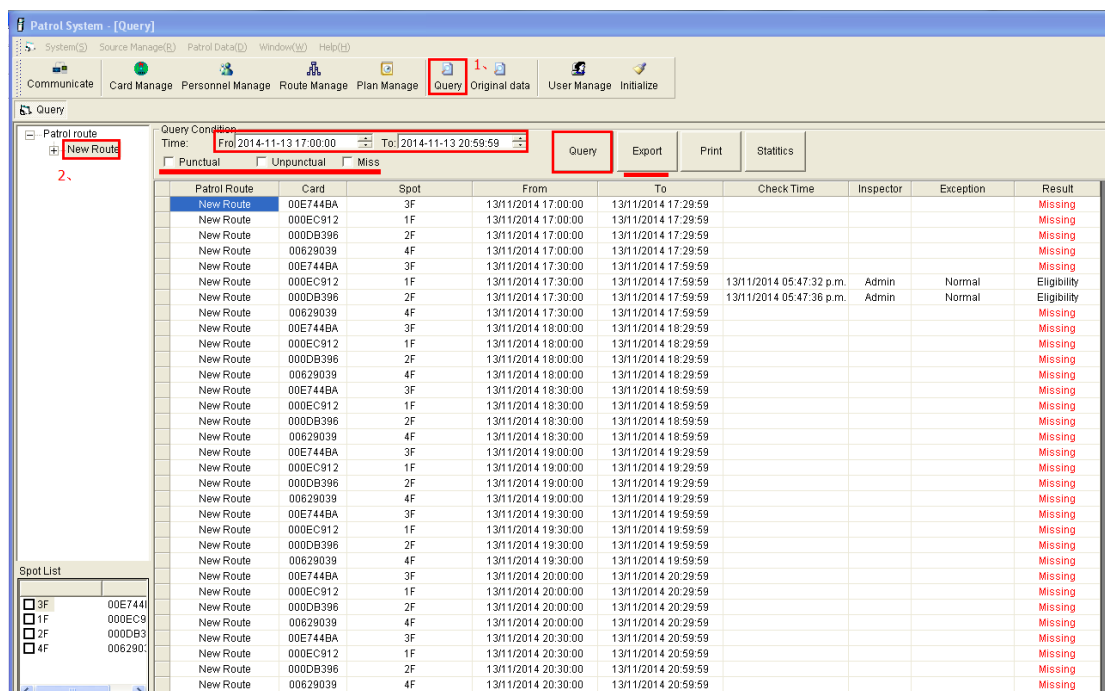 Patrol System - [Query]
System(S) Source Manage(R) Patrol Data(D) Window(W) Help(H)
1、
Communicate Card Manage Personnel Manage Route Manage Plan Manage Query Original data User Manage Initialize
Query
Patrol route
New Route
2、
Query Condition
Time: Fro 2014-11-13 17:00:00 To: 2014-11-13 20:59:59
Punctual Unpunctual Miss
Query Export Print Statitics
Patrol Route Card Spot From To Check Time Inspector Exception Result
New Route 00E744BA 3F 13/11/2014 17:00:00 13/11/2014 17:29:59 Missing
New Route 000EC912 1F 13/11/2014 17:00:00 13/11/2014 17:29:59 Missing
New Route 000DB396 2F 13/11/2014 17:00:00 13/11/2014 17:29:59 Missing
New Route 00629039 4F 13/11/2014 17:00:00 13/11/2014 17:29:59 Missing
New Route 00E744BA 3F 13/11/2014 17:30:00 13/11/2014 17:59:59 Missing
New Route 000EC912 1F 13/11/2014 17:30:00 13/11/2014 17:59:59 13/11/2014 05:47:32 p.m. Admin Normal Eligibility
New Route 000DB396 2F 13/11/2014 17:30:00 13/11/2014 17:59:59 13/11/2014 05:47:36 p.m. Admin Normal Eligibility
New Route 00629039 4F 13/11/2014 17:30:00 13/11/2014 17:59:59 Missing
New Route 00E744BA 3F 13/11/2014 18:00:00 13/11/2014 18:29:59 Missing
New Route 000EC912 1F 13/11/2014 18:00:00 13/11/2014 18:29:59 Missing
New Route 000DB396 2F 13/11/2014 18:00:00 13/11/2014 18:29:59 Missing
New Route 00629039 4F 13/11/2014 18:00:00 13/11/2014 18:29:59 Missing
New Route 00E744BA 3F 13/11/2014 18:30:00 13/11/2014 18:59:59 Missing
New Route 000EC912 1F 13/11/2014 18:30:00 13/11/2014 18:59:59 Missing
New Route 000DB396 2F 13/11/2014 18:30:00 13/11/2014 18:59:59 Missing
New Route 00629039 4F 13/11/2014 18:30:00 13/11/2014 18:59:59 Missing
New Route 00E744BA 3F 13/11/2014 19:00:00 13/11/2014 19:29:59 Missing
New Route 000EC912 1F 13/11/2014 19:00:00 13/11/2014 19:29:59 Missing
New Route 000DB396 2F 13/11/2014 19:00:00 13/11/2014 19:29:59 Missing
New Route 00629039 4F 13/11/2014 19:00:00 13/11/2014 19:29:59 Missing
New Route 00E744BA 3F 13/11/2014 19:30:00 13/11/2014 19:59:59 Missing
New Route 000EC912 1F 13/11/2014 19:30:00 13/11/2014 19:59:59 Missing
New Route 000DB396 2F 13/11/2014 19:30:00 13/11/2014 19:59:59 Missing
New Route 00629039 4F 13/11/2014 19:30:00 13/11/2014 19:59:59 Missing
New Route 00E744BA 3F 13/11/2014 20:00:00 13/11/2014 20:29:59 Missing
New Route 000EC912 1F 13/11/2014 20:00:00 13/11/2014 20:29:59 Missing
New Route 000DB396 2F 13/11/2014 20:00:00 13/11/2014 20:29:59 Missing
New Route 00629039 4F 13/11/2014 20:00:00 13/11/2014 20:29:59 Missing
New Route 00E744BA 3F 13/11/2014 20:30:00 13/11/2014 20:59:59 Missing
New Route 000EC912 1F 13/11/2014 20:30:00 13/11/2014 20:59:59 Missing
New Route 000DB396 2F 13/11/2014 20:30:00 13/11/2014 20:59:59 Missing
New Route 00629039 4F 13/11/2014 20:30:00 13/11/2014 20:59:59 Missing
Spot List
3F 00E744
1F 000EC9
2F 000DB3
4F 006290